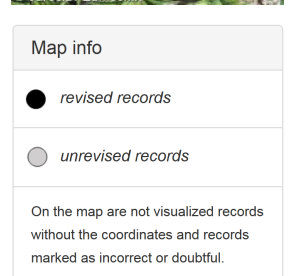 Map info
revised records
unrevised records
On the map are not visualized records
without the coordinates and records
marked as incorrect or doubtful.